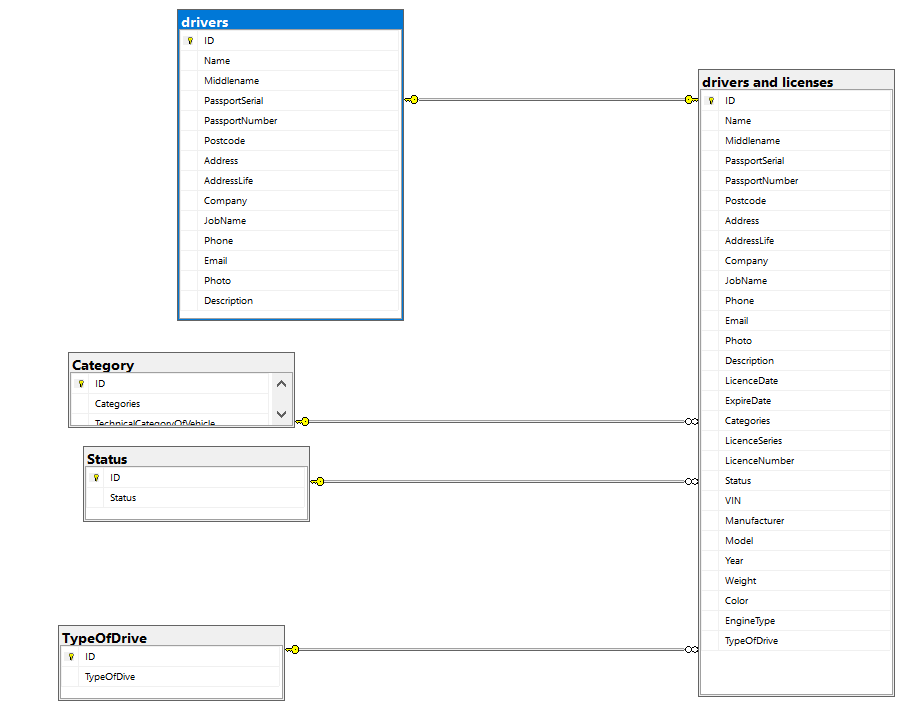 drivers
ID
Name
Middlename
PassportSerial
PassportNumber
Postcode
Address
AddressLife
Company
JobName
Phone
Email
Photo
Description
drivers and licenses
ID
Name
Middlename
PassportSerial
PassportNumber
Postcode
Address
AddressLife
Company
JobName
Phone
Email
Photo
Description
LicenceDate
ExpireDate
Categories
LicenceSeries
LicenceNumber
Status
VIN
Manufacturer
Model
Year
Weight
Color
EngineType
TypeOfDrive
Category
ID
Categories
TechnicalCategoryOfVehicle
Status
ID
Status
TypeOfDrive
ID
TypeOfDive